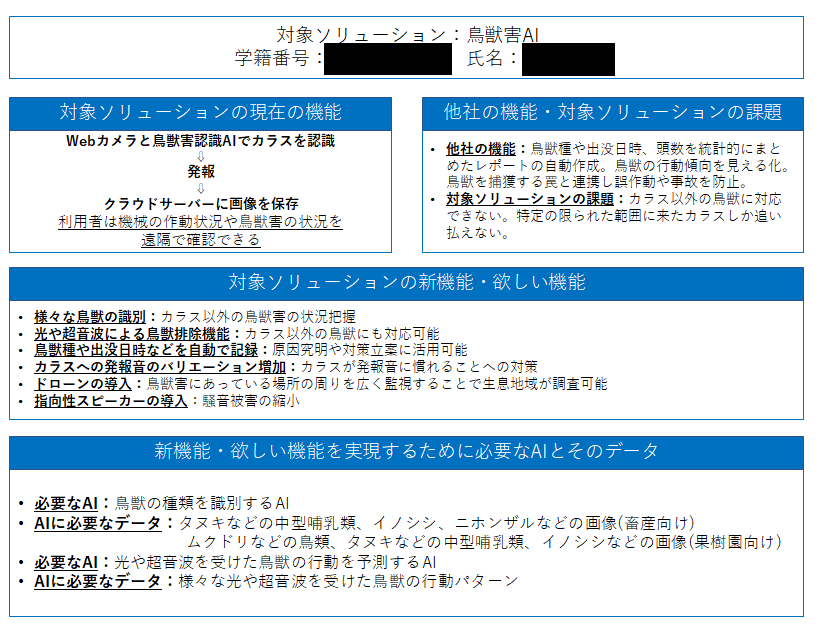 対象ソリューション：鳥獣害AI
学籍番号： 氏名：
対象ソリューションの現在の機能
Webカメラと鳥獣害認識AIでカラスを認識
⇩
発報
⇩
クラウドサーバーに画像を保存
利用者は機械の作動状況や鳥獣害の状況を
遠隔で確認できる
他社の機能・対象ソリューションの課題
• 他社の機能：鳥獣種や出没日時、頭数を統計的にまと
めたレポートの自動作成。鳥獣の行動傾向を見える化。
鳥獣を捕獲する罠と連携し誤作動や事故を防止。
• 対象ソリューションの課題：カラス以外の鳥獣に対応
できない。特定の限られた範囲に来たカラスしか追い
払えない。
対象ソリューションの新機能・欲しい機能
• 様々な鳥獣の識別：カラス以外の鳥獣害の状況把握
• 光や超音波による鳥獣排除機能：カラス以外の鳥獣にも対応可能
• 鳥獣種や出没日時などを自動で記録：原因究明や対策立案に活用可能
• カラスへの発報音のバリエーション増加：カラスが発報音に慣れることへの対策
• ドローンの導入：鳥獣害にあっている場所の周りを広く監視することで生息地域が調査可能
• 指向性スピーカーの導入：騒音被害の縮小
新機能・欲しい機能を実現するために必要なAIとそのデータ
• 必要なAI：鳥獣の種類を識別するAI
• AIに必要なデータ：タヌキなどの中型哺乳類、イノシシ、ニホンザルなどの画像(畜産向け)
ムクドリなどの鳥類、タヌキなどの中型哺乳類、イノシシなどの画像(果樹園向け)
• 必要なAI：光や超音波を受けた鳥獣の行動を予測するAI
• AIに必要なデータ：様々な光や超音波を受けた鳥獣の行動パターン